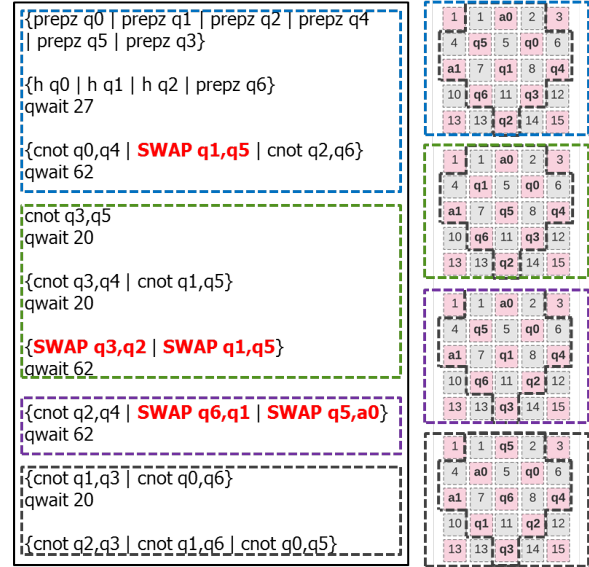 {prepz q0 | prepz q1 | prepz q2 | prepz q4
| prepz q5 | prepz q3}
{h q0 | h q1 | h q2 | prepz q6}
qwait 27
{cnot q0,q4 | SWAP q1,q5 | cnot q2,q6}
qwait 62
cnot q3,q5
qwait 20
{cnot q3,q4 | cnot q1,q5}
qwait 20
{SWAP q3,q2 | SWAP q1,q5}
qwait 62
{cnot q2,q4 | SWAP q6,q1 | SWAP q5,a0}
qwait 62
{cnot q1,q3 | cnot q0,q6}
qwait 20
{cnot q2,q3 | cnot q1,q6 | cnot q0,q5}
1 1 a0 2 3
4 q5 5 q0 6
a1 7 q1 8 q4
10 q6 11 q3 12
13 13 q2 14 15
1 1 a0 2 3
4 q1 5 q0 6
a1 7 q5 8 q4
10 q6 11 q3 12
13 13 q2 14 15
1 1 a0 2 3
4 q5 5 q0 6
a1 7 q1 8 q4
10 q6 11 q2 12
13 13 q3 14 15
1 1 q5 2 3
4 a0 5 q0 6
a1 7 q6 8 q4
10 q1 11 q2 12
13 13 q3 14 15